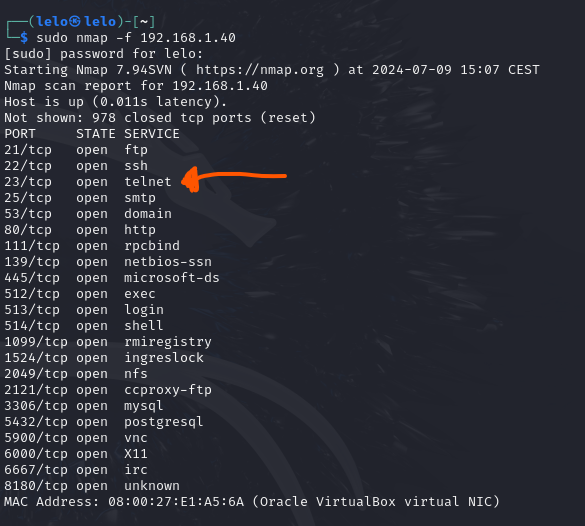 ┌──(lelo㉿lelo)-[~]
└─$ sudo nmap -f 192.168.1.40
[sudo] password for lelo:
Starting Nmap 7.94SVN ( https://nmap.org ) at 2024-07-09 15:07 CEST
Nmap scan report for 192.168.1.40
Host is up (0.011s latency).
Not shown: 978 closed tcp ports (reset)
PORT     STATE SERVICE
21/tcp   open  ftp
22/tcp   open  ssh
23/tcp   open  telnet
25/tcp   open  smtp
53/tcp   open  domain
80/tcp   open  http
111/tcp  open  rpcbind
139/tcp  open  netbios-ssn
445/tcp  open  microsoft-ds
512/tcp  open  exec
513/tcp  open  login
514/tcp  open  shell
1099/tcp open  rmiregistry
1524/tcp open  ingreslock
2049/tcp open  nfs
2121/tcp open  ccproxy-ftp
3306/tcp open  mysql
5432/tcp open  postgresql
5900/tcp open  vnc
6000/tcp open  X11
6667/tcp open  irc
8180/tcp open  unknown
MAC Address: 08:00:27:E1:A5:6A (Oracle VirtualBox virtual NIC)